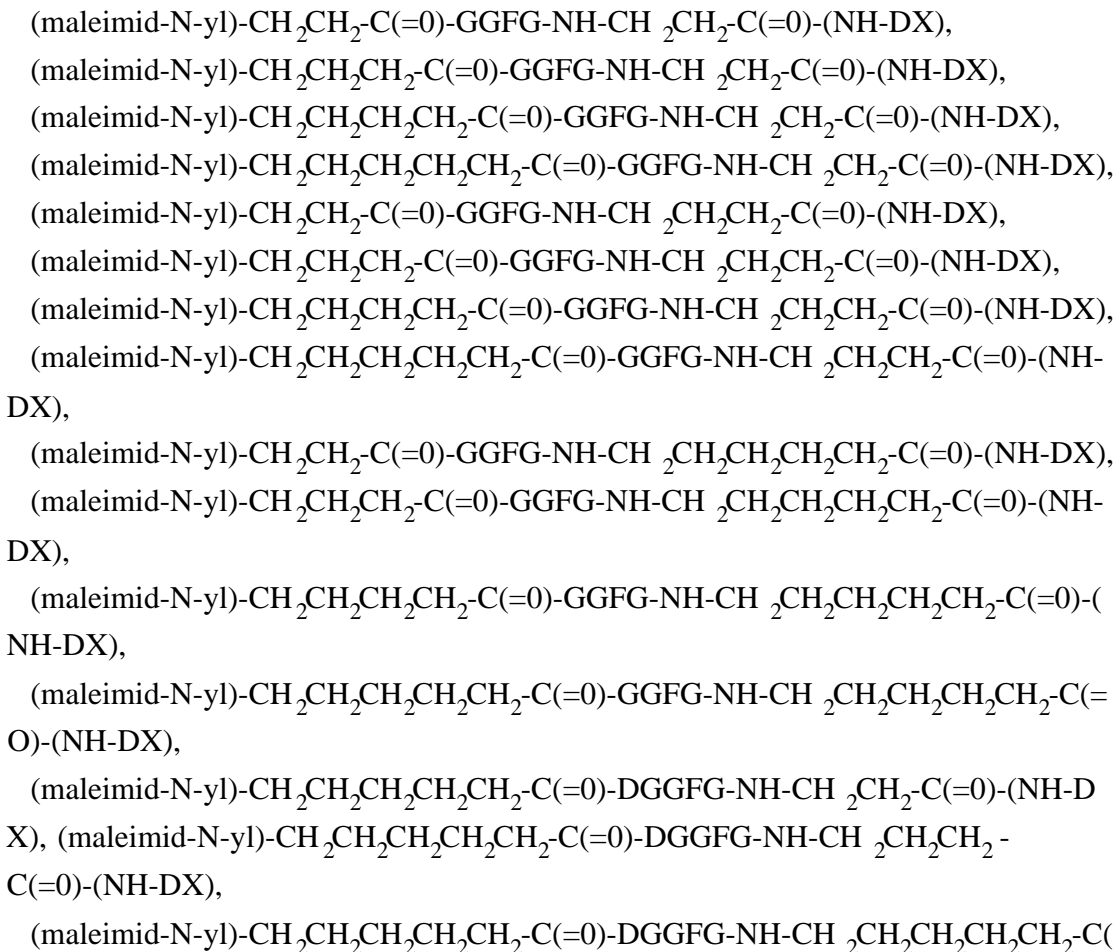 (maleimid-N-yl)-CH₂CH₂-C(=0)-GGFG-NH-CH ₂CH₂-C(=0)-(NH-DX),
(maleimid-N-yl)-CH₂CH₂CH₂-C(=0)-GGFG-NH-CH ₂CH₂-C(=0)-(NH-DX),
(maleimid-N-yl)-CH₂CH₂CH₂CH₂-C(=0)-GGFG-NH-CH ₂CH₂-C(=0)-(NH-DX),
(maleimid-N-yl)-CH₂CH₂CH₂CH₂CH₂-C(=0)-GGFG-NH-CH ₂CH₂-C(=0)-(NH-DX),
(maleimid-N-yl)-CH₂CH₂-C(=0)-GGFG-NH-CH ₂CH₂CH₂-C(=0)-(NH-DX),
(maleimid-N-yl)-CH₂CH₂CH₂-C(=0)-GGFG-NH-CH ₂CH₂CH₂-C(=0)-(NH-DX),
(maleimid-N-yl)-CH₂CH₂CH₂CH₂-C(=0)-GGFG-NH-CH ₂CH₂CH₂-C(=0)-(NH-DX),
(maleimid-N-yl)-CH₂CH₂CH₂CH₂CH₂-C(=0)-GGFG-NH-CH ₂CH₂CH₂-C(=0)-(NH-
DX),
(maleimid-N-yl)-CH₂CH₂-C(=0)-GGFG-NH-CH ₂CH₂CH₂CH₂CH₂-C(=0)-(NH-DX),
(maleimid-N-yl)-CH₂CH₂CH₂-C(=0)-GGFG-NH-CH ₂CH₂CH₂CH₂CH₂-C(=0)-(NH-
DX),
(maleimid-N-yl)-CH₂CH₂CH₂CH₂-C(=0)-GGFG-NH-CH ₂CH₂CH₂CH₂CH₂-C(=0)-(
NH-DX),
(maleimid-N-yl)-CH₂CH₂CH₂CH₂CH₂-C(=0)-GGFG-NH-CH ₂CH₂CH₂CH₂CH₂-C(=
O)-(NH-DX),
(maleimid-N-yl)-CH₂CH₂CH₂CH₂CH₂-C(=0)-DGGFG-NH-CH ₂CH₂-C(=0)-(NH-D
X), (maleimid-N-yl)-CH₂CH₂CH₂CH₂CH₂-C(=0)-DGGFG-NH-CH ₂CH₂CH₂ -
C(=0)-(NH-DX),
(maleimid-N-yl)-CH₂CH₂CH₂CH₂CH₂-C(=0)-DGGFG-NH-CH ₂CH₂CH₂CH₂CH₂-C(